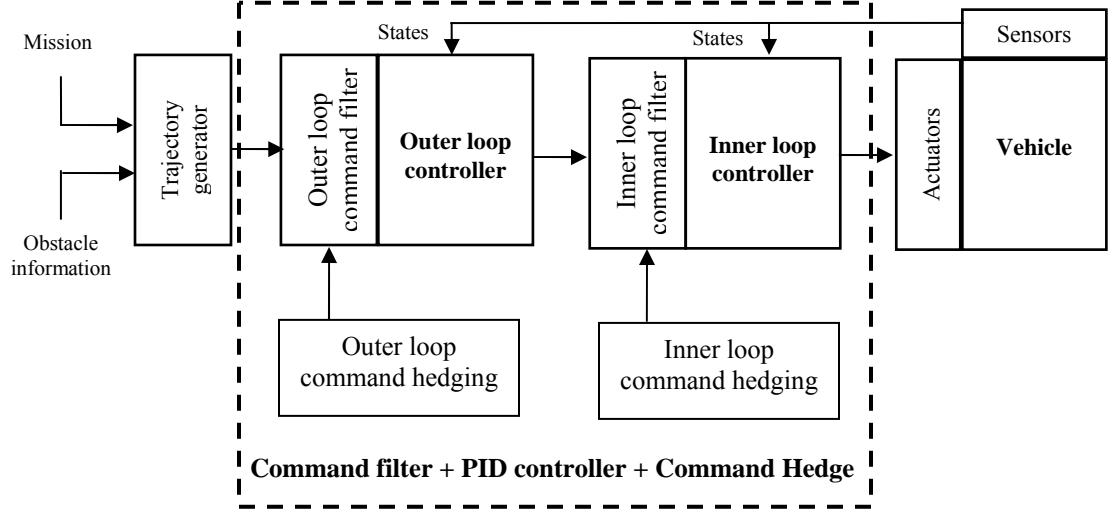 Mission
Obstacle
information
Trajectory
generator
States
Outer loop
command filter
Outer loop
controller
States
Inner loop
command filter
Inner loop
controller
Sensors
Actuators
Vehicle
Outer loop
command hedging
Inner loop
command hedging
Command filter + PID controller + Command Hedge